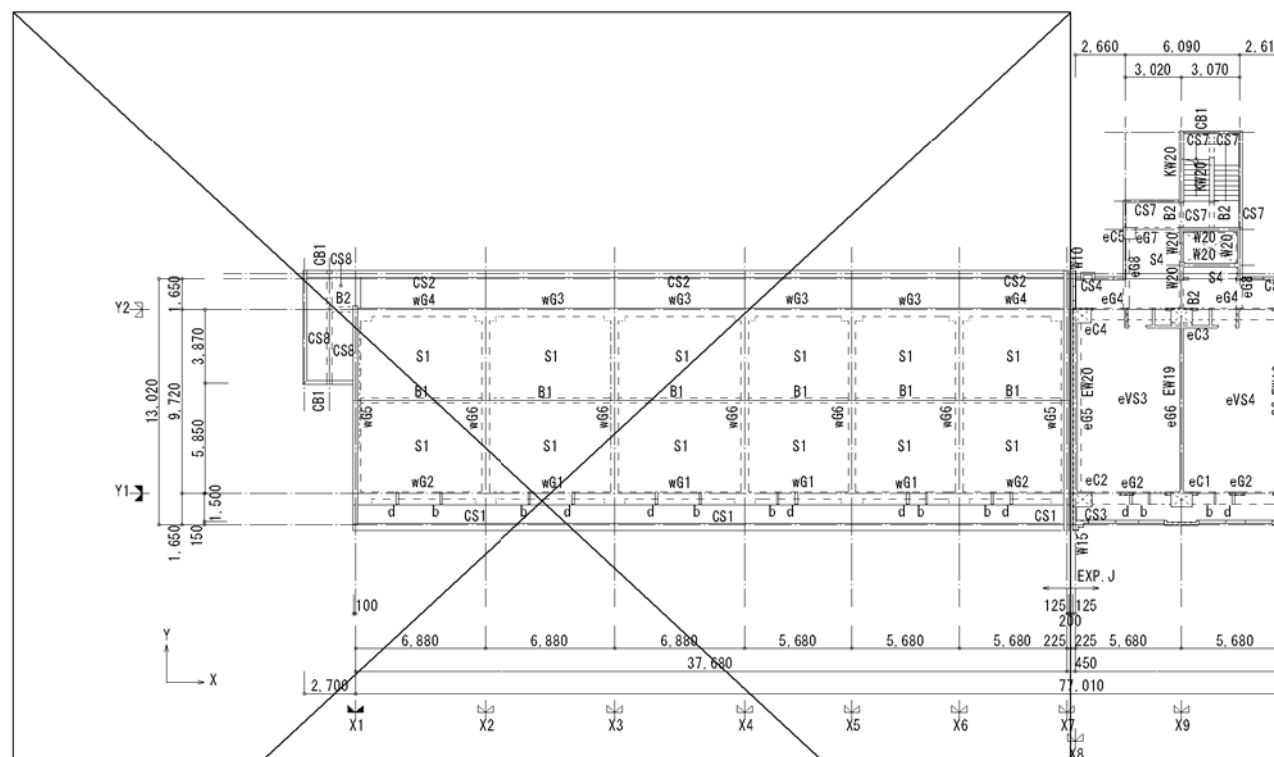 2,660 6,090 2,61
3,020 3,070
CB1
CS7 CS7
KW20 KW20
CS7 B2 CS7 B2 CS7
eC5 eG7 W20 W20 W20
W20
eG8 S4 W20 S4 eG8
W10
CB1 CS8
CS2 CS2 CS2 CS4
B2
wG4 wG3 wG3 wG3 wG3 wG4 eG4 B2 eG4
Y2
1,650
eC4 eC3
CS8 CS8
3,870
S1 S1 S1 S1 S1 S1
EW20 EW19
B1 B1 B1 B1 B1 B1
CB1
13,020 9,720
eVS3 eVS4
wG5 wG6 wG6 wG6 wG6 wG6 wG5 eG5 eG6
5,850
S1 S1 S1 S1 S1 S1
wG2 wG1 wG1 wG1 wG1 wG2 eC2 eG2 eC1 eG2
Y1
1,500
d b b d d b b d d b b d d b b d
CS1 CS1 CS1 CS3
1,650 150
W15
EXP.J
100
125 125
200
Y
6,880 6,880 6,880 5,680 5,680 5,680 225 225 5,680 5,680
37,680 450
X
2,700 77,010
X1 X2 X3 X4 X5 X6 X7 X9
X8